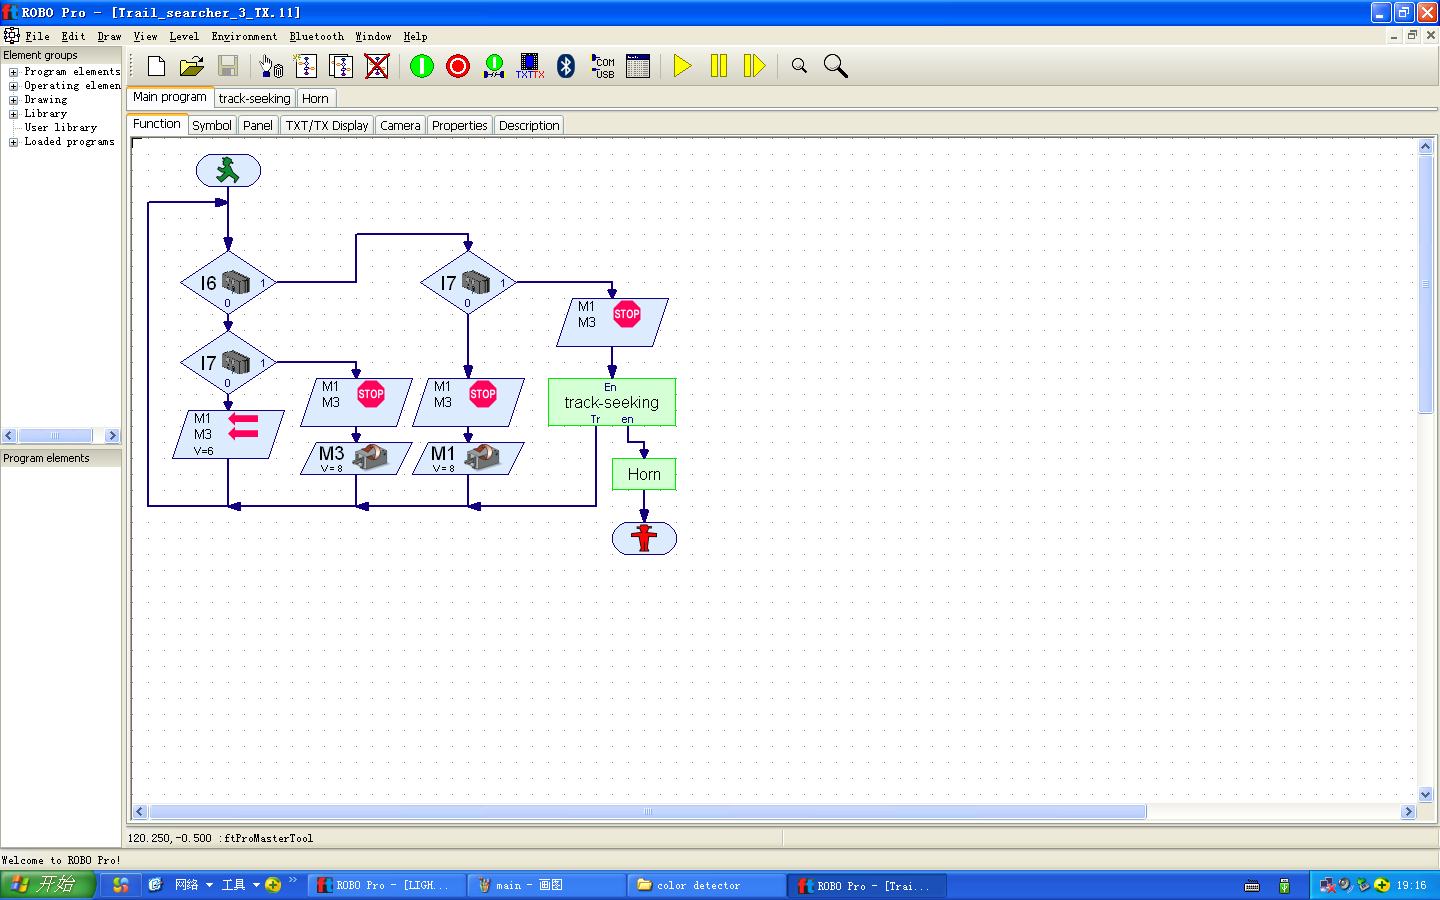 ROBO Pro - [Trail_searcher_3_TX.11]
File Edit Draw View Level Environment Bluetooth Window Help
Element groups
Program elements
Operating elemen
Drawing
Library
User library
Loaded programs
TXT TX
COM
USB
Main program track-seeking Horn
Function Symbol Panel TXT/TX Display Camera Properties Description
I6 1
0
I7 1
0
I7 1
0
M1
M3
STOP
M1
M3
V=6
M1
M3
STOP
M1
M3
STOP
M3
V= 8
M1
V= 8
En
track-seeking
Tr en
Horn
Program elements
120.250,-0.500 :ftProMasterTool
Welcome to ROBO Pro!
开始
网络
工具
ROBO Pro - [LIGH...
main - 画图
color detector
ROBO Pro - [Trai...
19:16